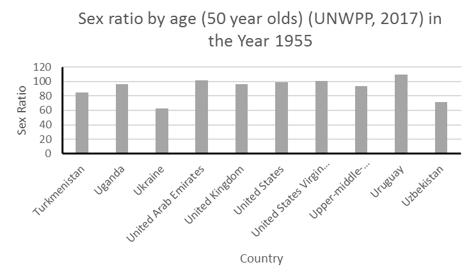 Sex ratio by age (50 year olds) (UNWPP, 2017) in
the Year 1955
120
100
80
60
40
20
0
Sex Ratio
Turkmenistan
Uganda
Ukraine
United Arab Emirates
United Kingdom
United States
United States Virgin...
Upper-middle-...
Uruguay
Uzbekistan
Country